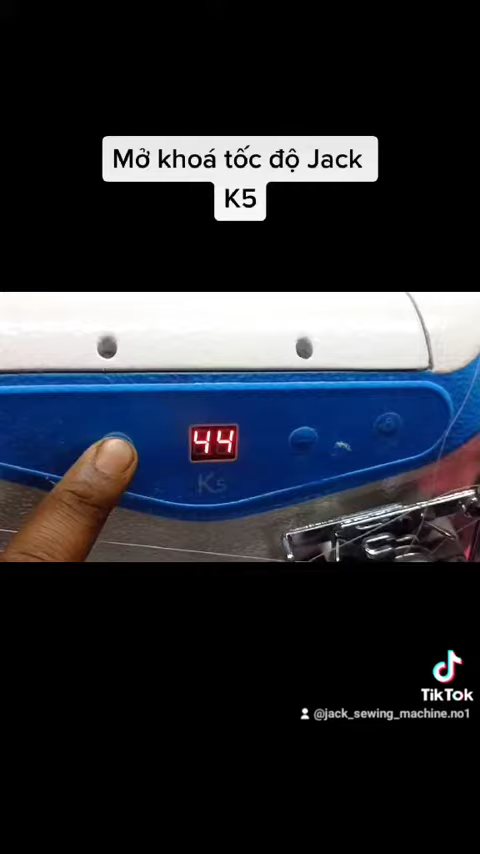 Mở khoá tốc độ Jack
K5
44
K5
TikTok
@jack_sewing_machine.no1